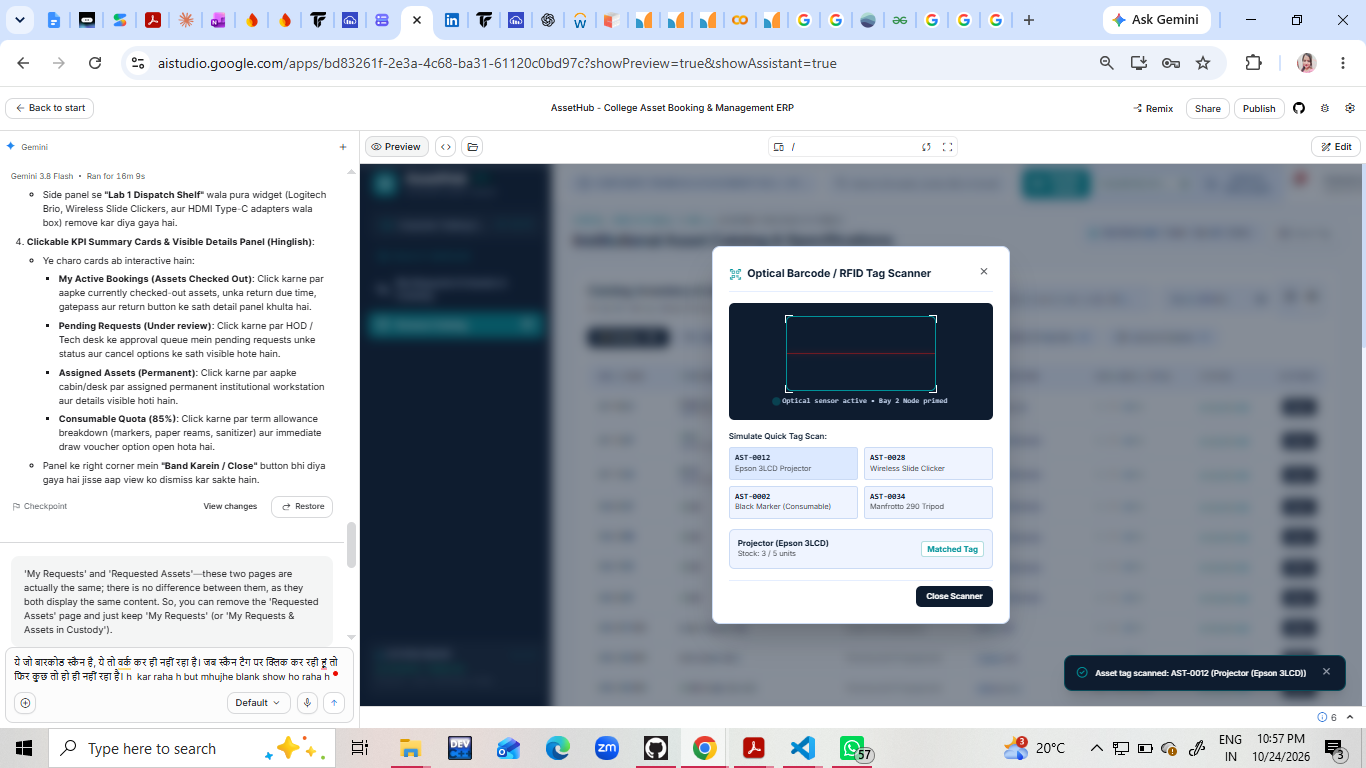 Ask Gemini
aistudio.google.com/apps/bd83261f-2e3a-4c68-ba31-61120c0bd97c?showPreview=true&showAssistant=true
Back to start
AssetHub - College Asset Booking & Management ERP
Remix
Share
Publish
Gemini
Preview
/
Edit
Gemini 3.8 Flash • Ran for 16m 9s
Side panel se "Lab 1 Dispatch Shelf" wala pura widget (Logitech
Brio, Wireless Slide Clickers, aur HDMI Type-C adapters wala
box) remove kar diya gaya hai.
4. Clickable KPI Summary Cards & Visible Details Panel (Hinglish):
Ye charo cards ab interactive hain:
My Active Bookings (Assets Checked Out): Click karne par
aapke currently checked-out assets, unka return due time,
gatepass aur return button ke sath detail panel khulta hai.
Pending Requests (Under review): Click karne par HOD /
Tech desk ke approval queue mein pending requests unke
status aur cancel options ke sath visible hote hain.
Assigned Assets (Permanent): Click karne par aapke
cabin/desk par assigned permanent institutional workstation
aur details visible hoti hain.
Consumable Quota (85%): Click karne par term allowance
breakdown (markers, paper reams, sanitizer) aur immediate
draw voucher option open hota hai.
Panel ke right corner mein "Band Karein / Close" button bhi diya
gaya hai jisse aap view ko dismiss kar sakte hain.
Checkpoint
View changes
Restore
'My Requests' and 'Requested Assets'—these two pages are
actually the same; there is no difference between them, as they
both display the same content. So, you can remove the 'Requested
Assets' page and just keep 'My Requests' (or 'My Requests &
Assets in Custody').
ये जो बारकोड स्कैन है, ये तो वर्क कर ही नहीं रहा है। जब स्कैन टैग पर क्लिक कर रही हूं तो
फिर कुछ तो हो ही नहीं रहा है। h kar raha h but mhujhe blank show ho raha h
Default
Optical Barcode / RFID Tag Scanner
Optical sensor active • Bay 2 Node primed
Simulate Quick Tag Scan:
AST-0012
Epson 3LCD Projector
AST-0028
Wireless Slide Clicker
AST-0002
Black Marker (Consumable)
AST-0034
Manfrotto 290 Tripod
Projector (Epson 3LCD)
Stock: 3 / 5 units
Matched Tag
Close Scanner
Asset tag scanned: AST-0012 (Projector (Epson 3LCD))
6
Type here to search
DEV
zm
57
3
20°C
ENG
IN
10:57 PM
10/24/2026
3